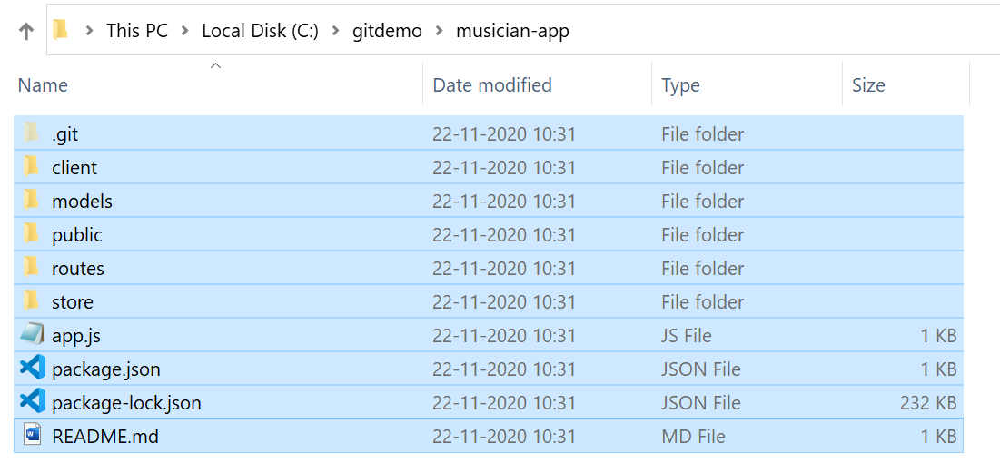 This PC > Local Disk (C:) > gitdemo > musician-app
Name Date modified Type Size
.git 22-11-2020 10:31 File folder
client 22-11-2020 10:31 File folder
models 22-11-2020 10:31 File folder
public 22-11-2020 10:31 File folder
routes 22-11-2020 10:31 File folder
store 22-11-2020 10:31 File folder
app.js 22-11-2020 10:31 JS File 1 KB
package.json 22-11-2020 10:31 JSON File 1 KB
package-lock.json 22-11-2020 10:31 JSON File 232 KB
README.md 22-11-2020 10:31 MD File 1 KB